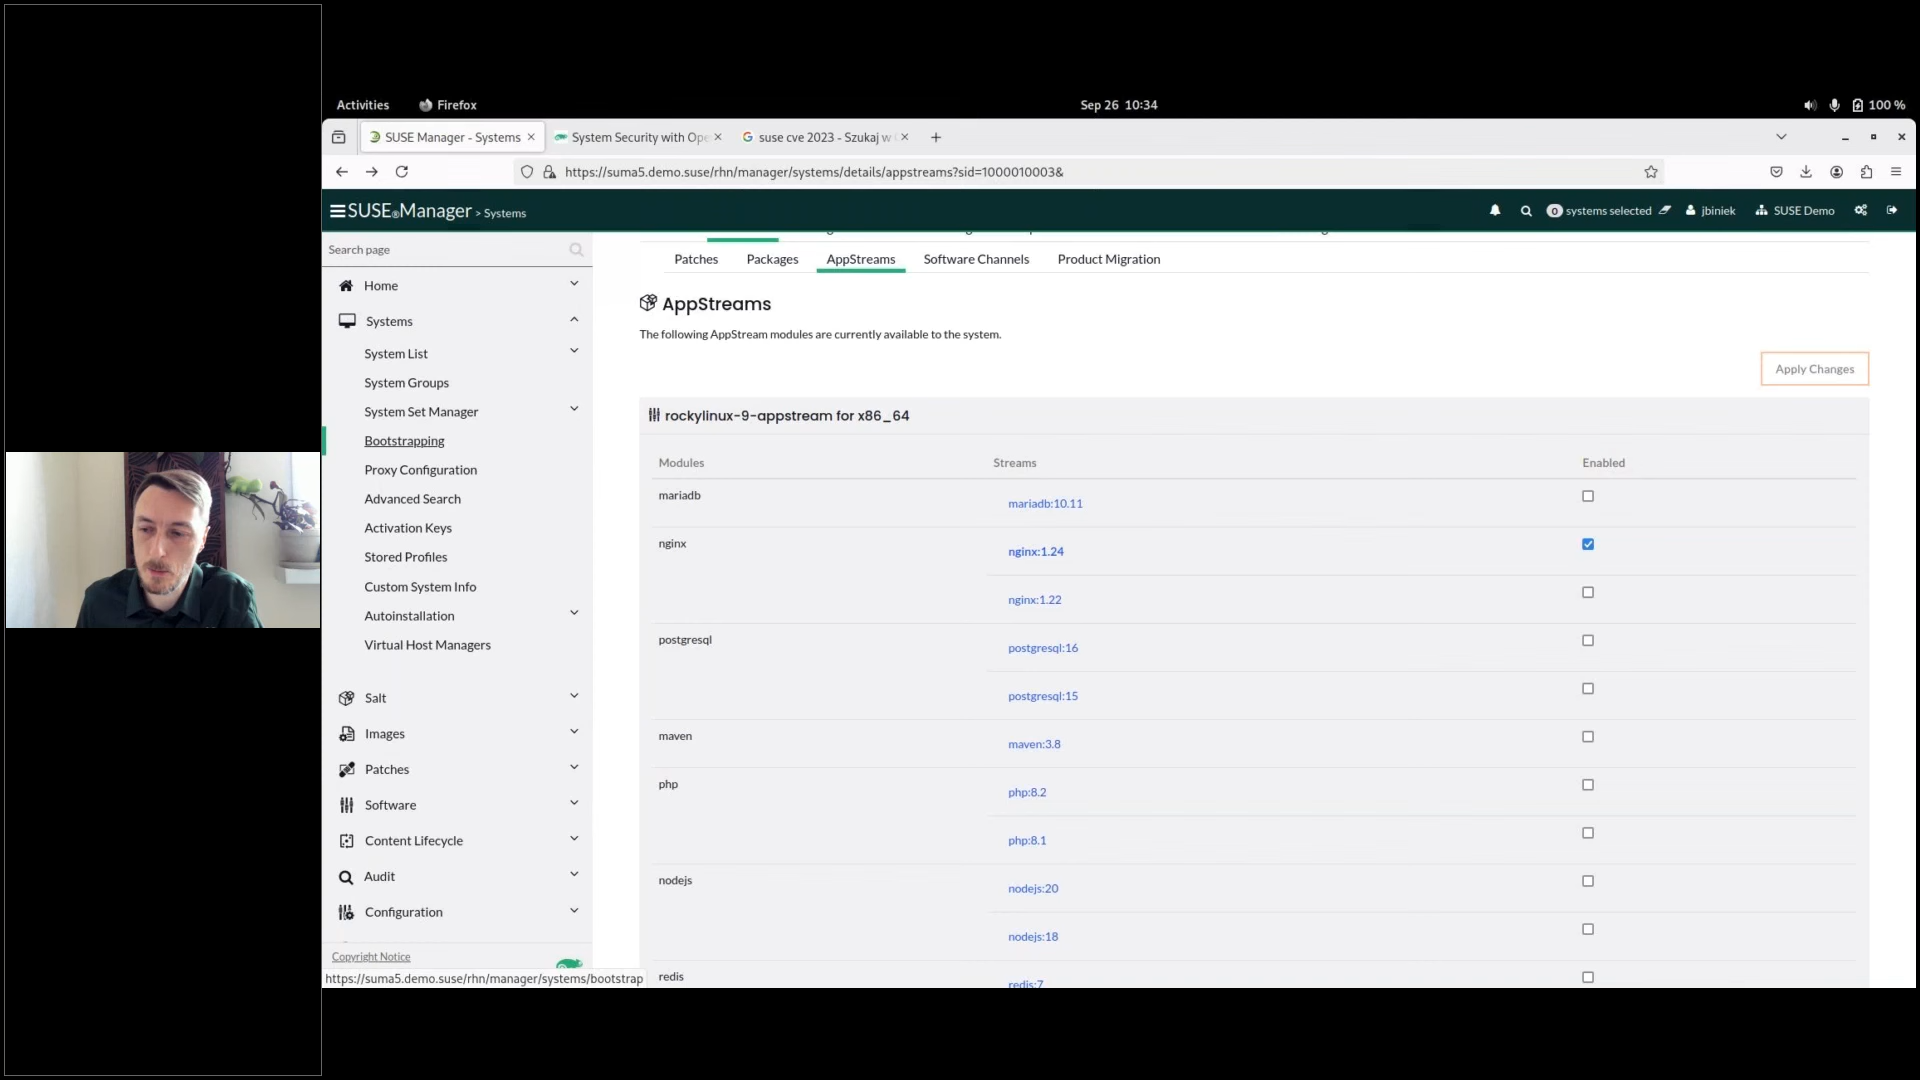 Activities
Firefox
Sep 26 10:34
100 %
SUSE Manager - Systems
System Security with Ope
suse cve 2023 - Szukaj w
https://suma5.demo.suse/rhn/manager/systems/details/appstreams?sid=1000010003&
SUSE®Manager > Systems
0 systems selected
jbiniek
SUSE Demo
Search page
Home
Systems
System List
System Groups
System Set Manager
Bootstrapping
Proxy Configuration
Advanced Search
Activation Keys
Stored Profiles
Custom System Info
Autoinstallation
Virtual Host Managers
Salt
Images
Patches
Software
Content Lifecycle
Audit
Configuration
Copyright Notice
https://suma5.demo.suse/rhn/manager/systems/bootstrap
Patches
Packages
AppStreams
Software Channels
Product Migration
AppStreams
The following AppStream modules are currently available to the system.
Apply Changes
rockylinux-9-appstream for x86_64
Modules Streams Enabled
mariadb
mariadb:10.11
nginx
nginx:1.24
nginx:1.22
postgresql
postgresql:16
postgresql:15
maven
maven:3.8
php
php:8.2
php:8.1
nodejs
nodejs:20
nodejs:18
redis
redis:7